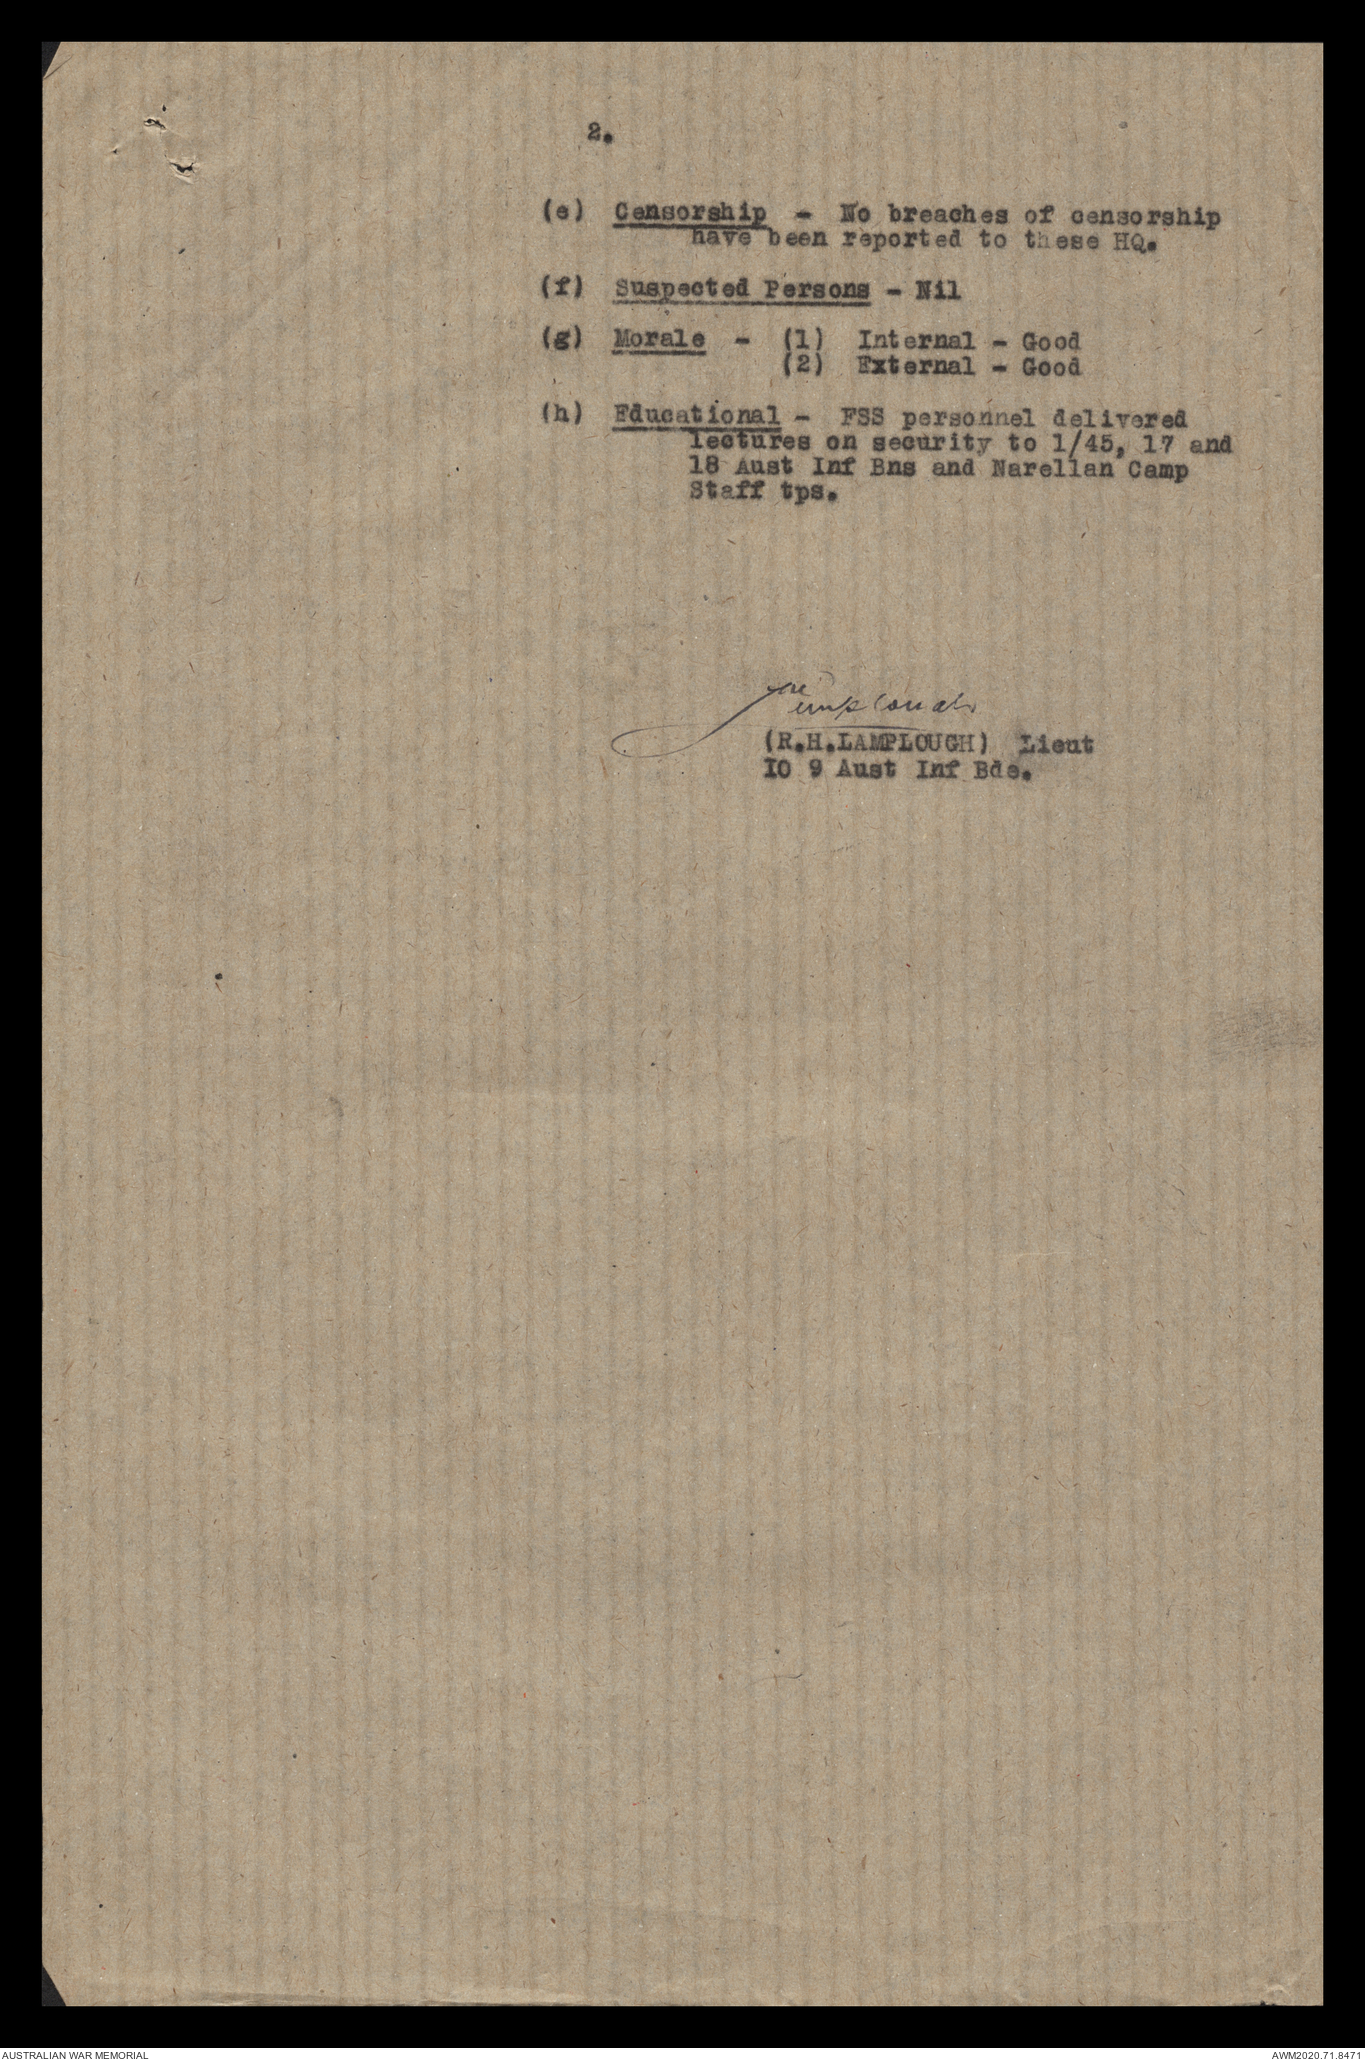 2.
(e) Censorship - No breaches of censorship
have been reported to these HQ.
(f) Suspected Persons - Nil
(g) Morale - (1) Internal - Good
(2) External - Good
(h) Educational - FSS personnel delivered
lectures on security to 1/45, 17 and
18 Aust Inf Bns and Narellan Camp
Staff tps.
(R.H.LAMPLOUGH) Lieut
IO 9 Aust Inf Bde.
AUSTRALIAN WAR MEMORIAL
AWM2020.71.8471